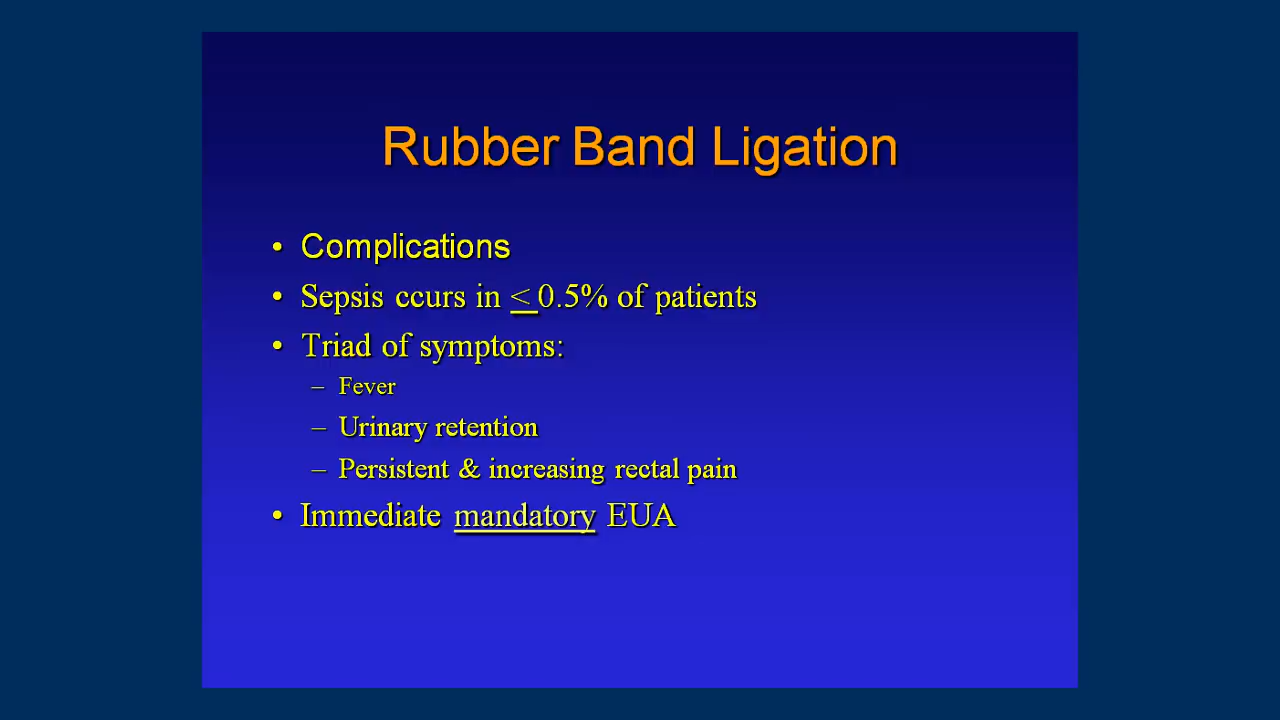 Rubber Band Ligation
• Complications
• Sepsis ccurs in < 0.5% of patients
• Triad of symptoms:
– Fever
– Urinary retention
– Persistent & increasing rectal pain
• Immediate mandatory EUA